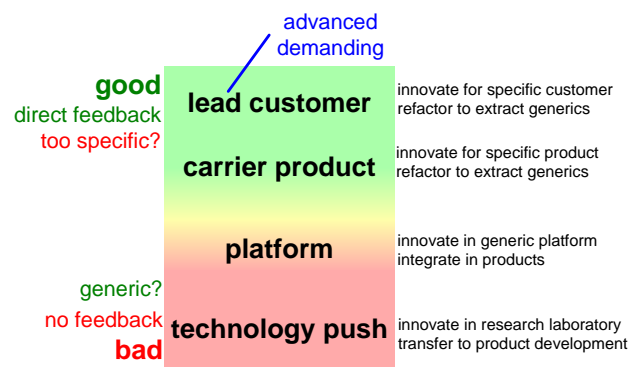 advanced
demanding
good
direct feedback
too specific?
lead customer
innovate for specific customer
refactor to extract generics
carrier product
innovate for specific product
refactor to extract generics
platform
innovate in generic platform
integrate in products
generic?
no feedback
bad
technology push
innovate in research laboratory
transfer to product development